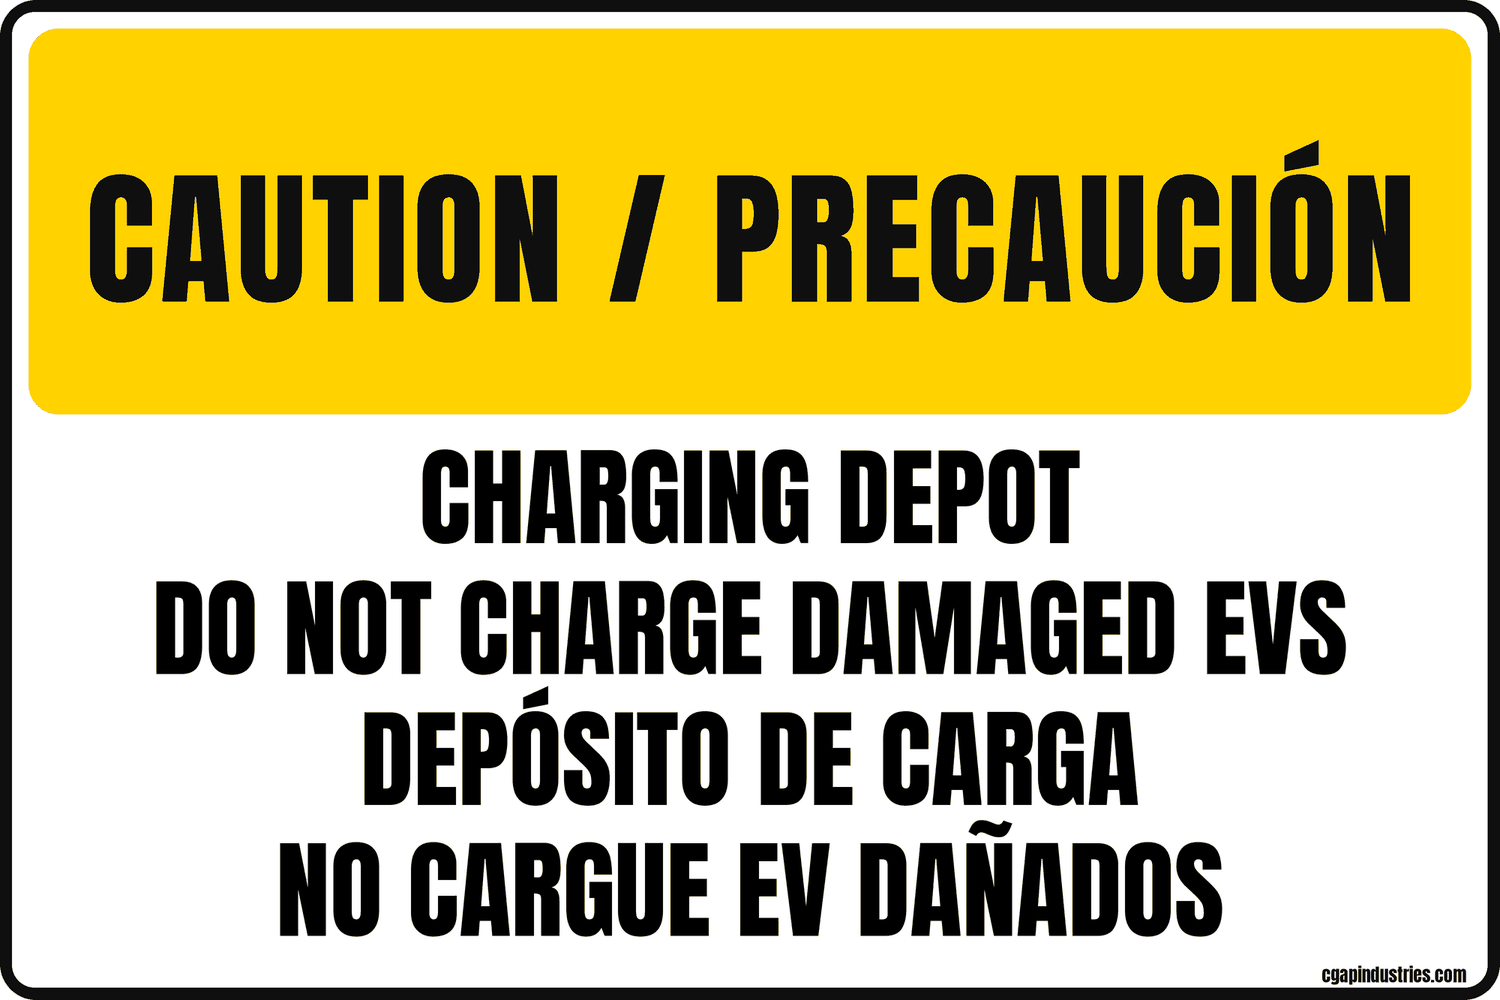 CAUTION / PRECAUCIÓN
CHARGING DEPOT
DO NOT CHARGE DAMAGED EVS
DEPÓSITO DE CARGA
NO CARGUE EV DAÑADOS
cgapindustries.com